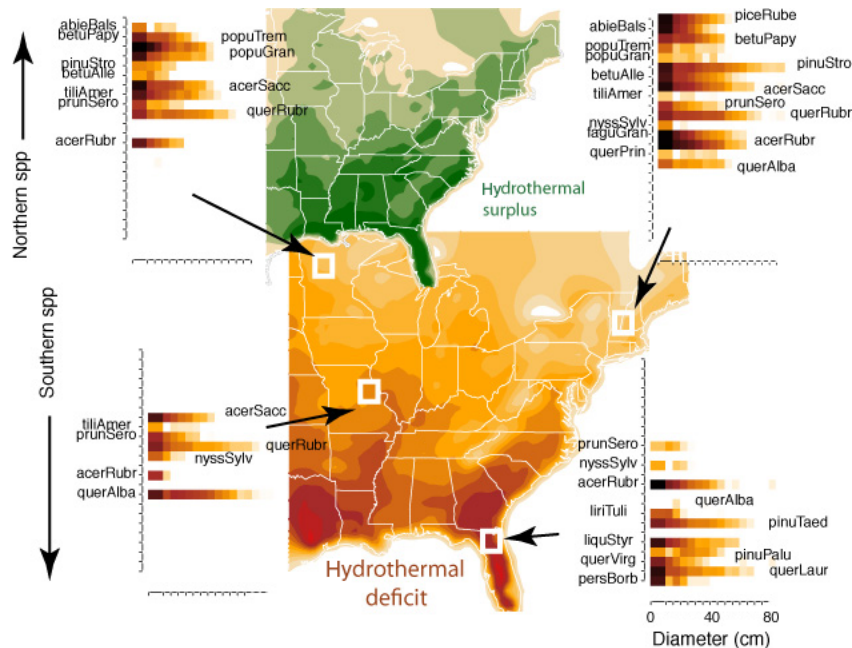 abieBals
betuPapy
popuTrem
popuGran
pinuStro
betuAlle
acerSacc
tiliAmer
prunSero
querRubr
acerRubr
Northern spp
Southern spp
Hydrothermal
surplus
abieBals
piceRube
betuPapy
popuTrem
popuGran
pinuStro
betuAlle
acerSacc
tiliAmer
prunSero
querRubr
nyssSylv
faguGran
acerRubr
querPrin
querAlba
acerSacc
tiliAmer
prunSero
querRubr
nyssSylv
acerRubr
querAlba
Hydrothermal
deficit
prunSero
nyssSylv
acerRubr
querAlba
liriTuli
pinuTaed
liquStyr
pinuPalu
querVirg
querLaur
persBorb
0 40 80
Diameter (cm)